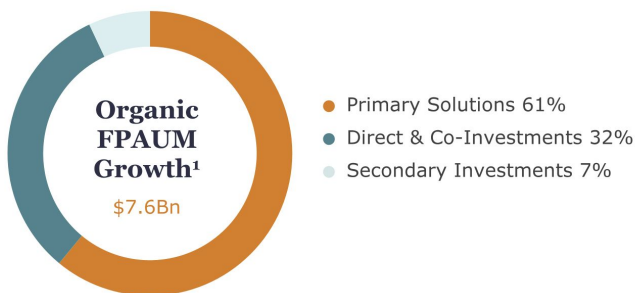 Organic
FPAUM
Growth¹
$7.6Bn
Primary Solutions 61%
Direct & Co-Investments 32%
Secondary Investments 7%